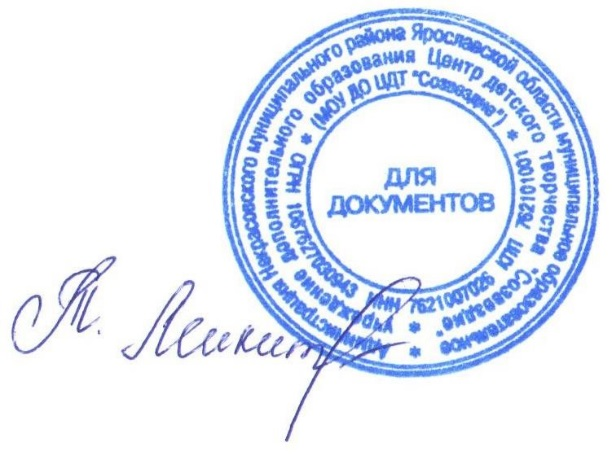 Администрация Некрасовского муниципального района Ярославской области муниципальное образовательное
учреждение дополнительного образования Центр детского творчества "Созвездие"
* (МОУ ДО ЦДТ "Созвездие") * КПП 762101001 ИНН 7621007026 * ОГРН
ДЛЯ
ДОКУМЕНТОВ